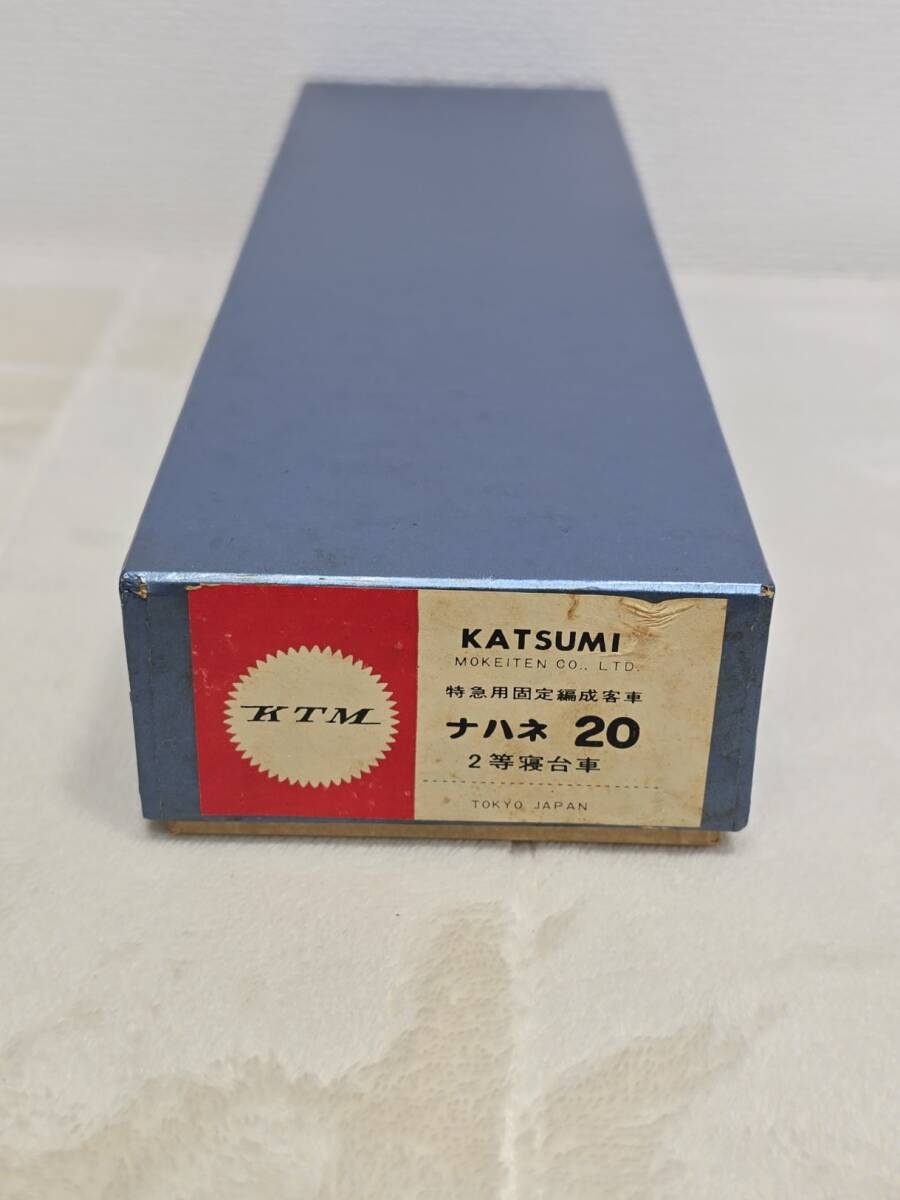 KTM
KATSUMI
MOKEITEN CO., LTD.
特急用固定編成客車
ナハネ 20
2等寝台車
TOKYO JAPAN